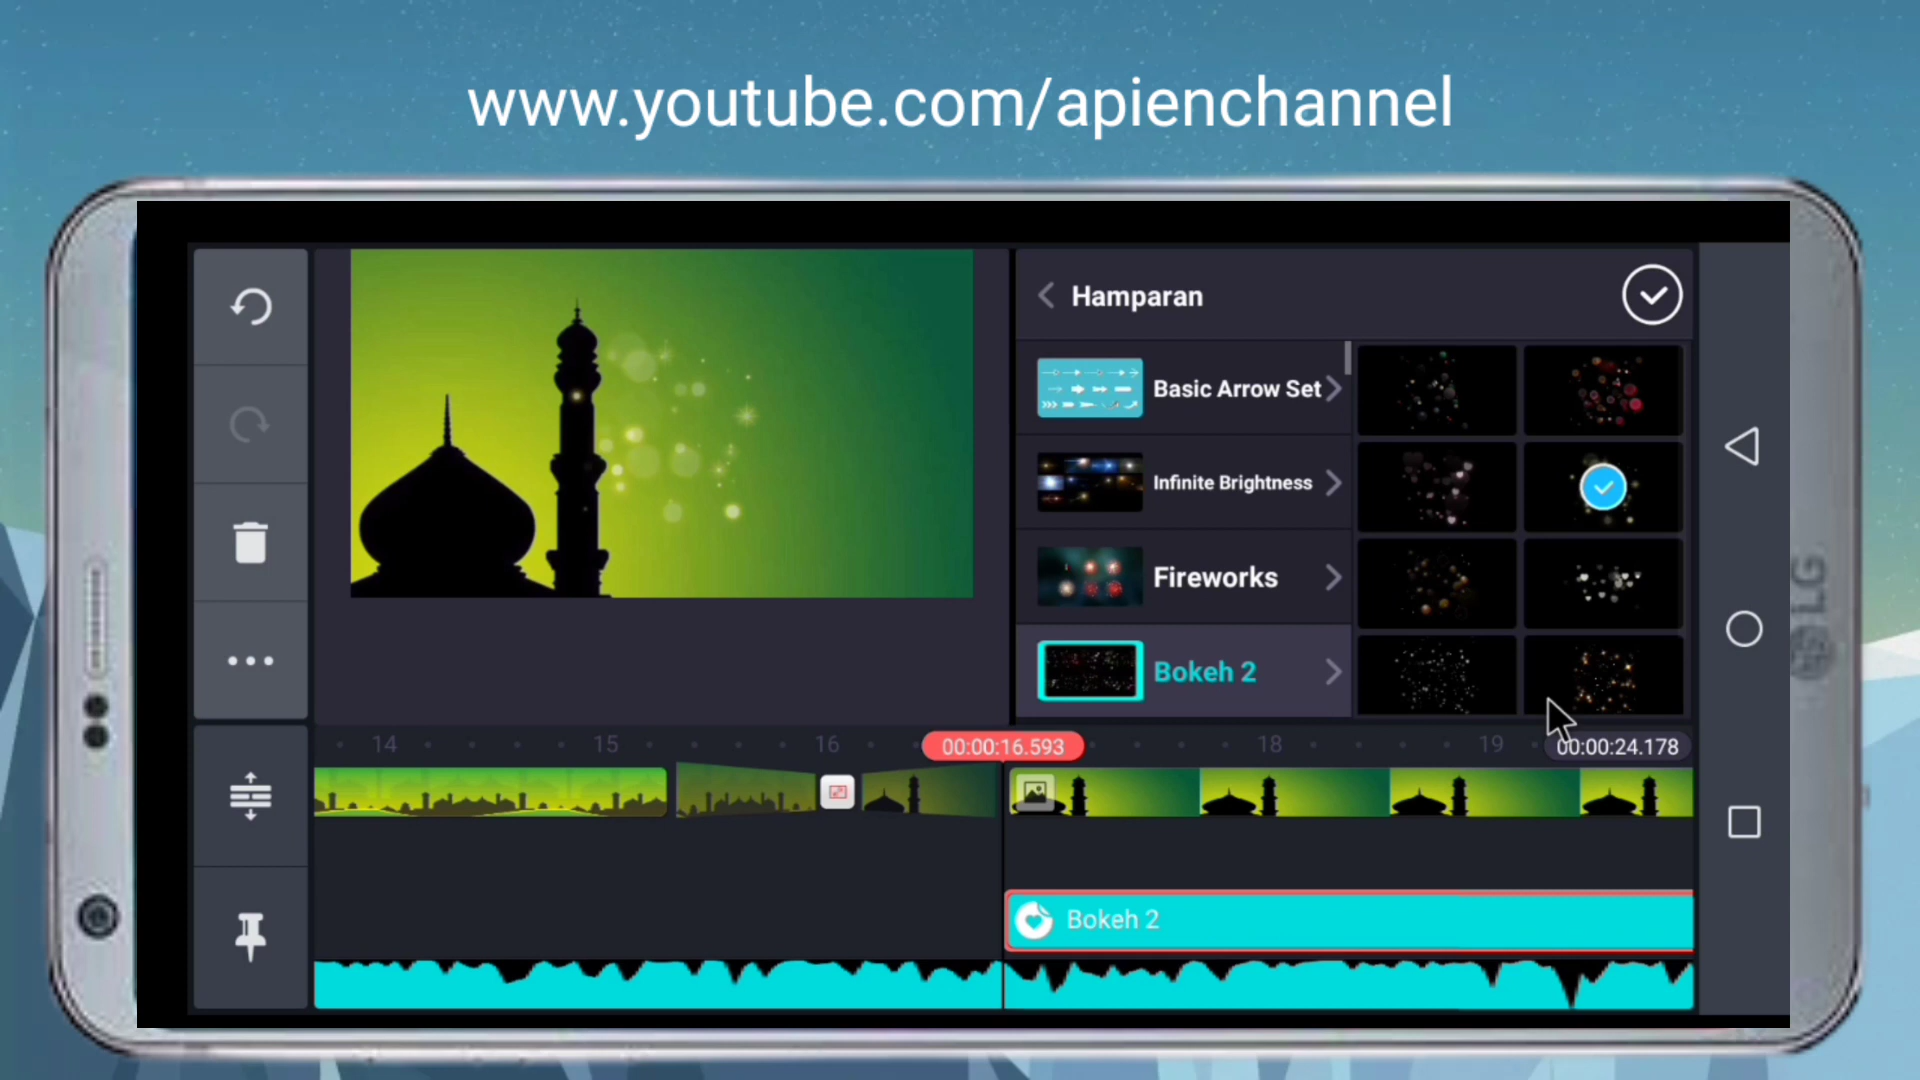 www.youtube.com/apienchannel
Hamparan
Basic Arrow Set
Infinite Brightness
Fireworks
Bokeh 2
14
15
16
00:00:16.593
18
19
00:00:24.178
Bokeh 2
LG